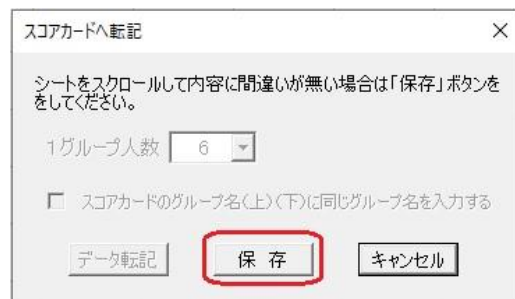 スコアカードへ転記
シートをスクロールして内容に間違いが無い場合は「保存」ボタンを
をしてください。
1グループ人数 6
スコアカードのグループ名(上)(下)に同じグループ名を入力する
データ転記 保 存 キャンセル